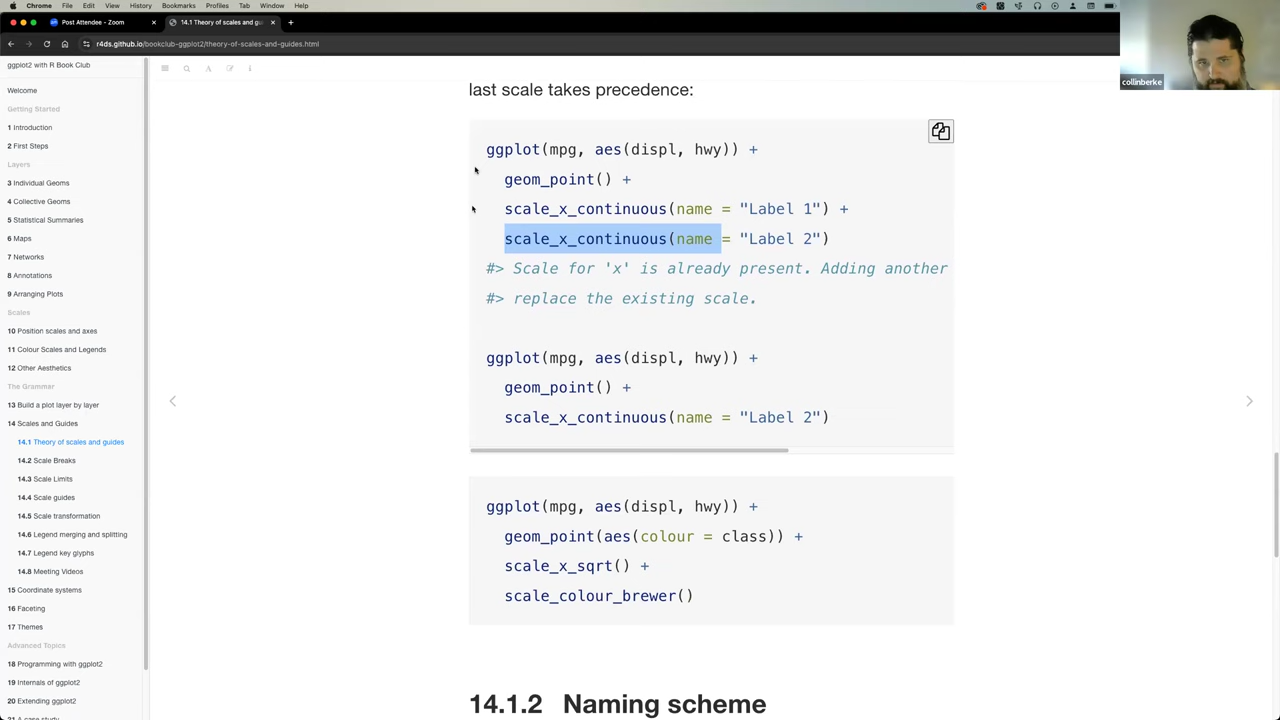 Chrome File Edit View History Bookmarks Profiles Tab Window Help
Post Attendee - Zoom
14.1 Theory of scales and gui
r4ds.github.io/bookclub-ggplot2/theory-of-scales-and-guides.html
collinberke
ggplot2 with R Book Club
Welcome
Getting Started
1 Introduction
2 First Steps
Layers
3 Individual Geoms
4 Collective Geoms
5 Statistical Summaries
6 Maps
7 Networks
8 Annotations
9 Arranging Plots
Scales
10 Position scales and axes
11 Colour Scales and Legends
12 Other Aesthetics
The Grammar
13 Build a plot layer by layer
14 Scales and Guides
14.1 Theory of scales and guides
14.2 Scale Breaks
14.3 Scale Limits
14.4 Scale guides
14.5 Scale transformation
14.6 Legend merging and splitting
14.7 Legend key glyphs
14.8 Meeting Videos
15 Coordinate systems
16 Faceting
17 Themes
Advanced Topics
18 Programming with ggplot2
19 Internals of ggplot2
20 Extending ggplot2
21 A case study
last scale takes precedence:
ggplot(mpg, aes(displ, hwy)) +
geom_point() +
scale_x_continuous(name = "Label 1") +
scale_x_continuous(name = "Label 2")
#> Scale for 'x' is already present. Adding another
#> replace the existing scale.
ggplot(mpg, aes(displ, hwy)) +
geom_point() +
scale_x_continuous(name = "Label 2")
ggplot(mpg, aes(displ, hwy)) +
geom_point(aes(colour = class)) +
scale_x_sqrt() +
scale_colour_brewer()
14.1.2 Naming scheme